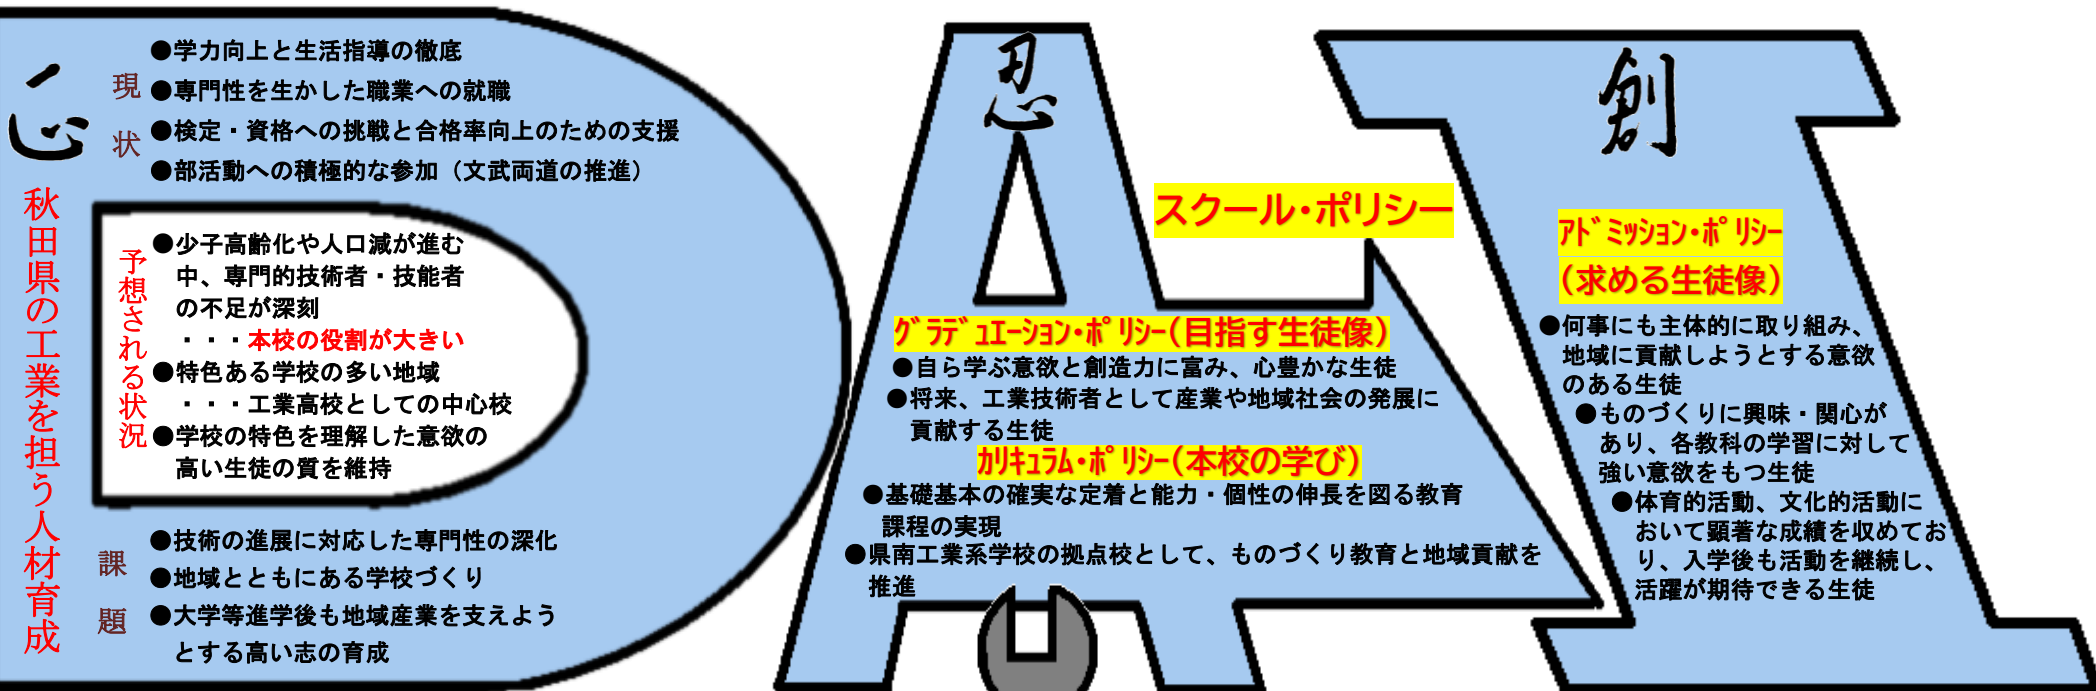 心
秋田県の工業を担う人材育成
現状
●学力向上と生活指導の徹底
●専門性を生かした職業への就職
●検定・資格への挑戦と合格率向上のための支援
●部活動への積極的な参加（文武両道の推進）
予想される状況
●少子高齢化や人口減が進む
中、専門的技術者・技能者
の不足が深刻
・・・本校の役割が大きい
●特色ある学校の多い地域
・・・工業高校としての中心校
●学校の特色を理解した意欲の
高い生徒の質を維持
課題
●技術の進展に対応した専門性の深化
●地域とともにある学校づくり
●大学等進学後も地域産業を支えよう
とする高い志の育成
忍
スクール・ポリシー
ｸﾞﾗﾃﾞｭｴｰｼｮﾝ・ﾎﾟﾘｼｰ(目指す生徒像)
●自ら学ぶ意欲と創造力に富み、心豊かな生徒
●将来、工業技術者として産業や地域社会の発展に
貢献する生徒
ｶﾘｷｭﾗﾑ・ﾎﾟﾘｼｰ(本校の学び)
●基礎基本の確実な定着と能力・個性の伸長を図る教育
課程の実現
●県南工業系学校の拠点校として、ものづくり教育と地域貢献を
推進
創
ｱﾄﾞﾐｯｼｮﾝ・ﾎﾟﾘｼｰ
(求める生徒像)
●何事にも主体的に取り組み、
地域に貢献しようとする意欲
のある生徒
●ものづくりに興味・関心が
あり、各教科の学習に対して
強い意欲をもつ生徒
●体育的活動、文化的活動に
おいて顕著な成績を収めてお
り、入学後も活動を継続し、
活躍が期待できる生徒